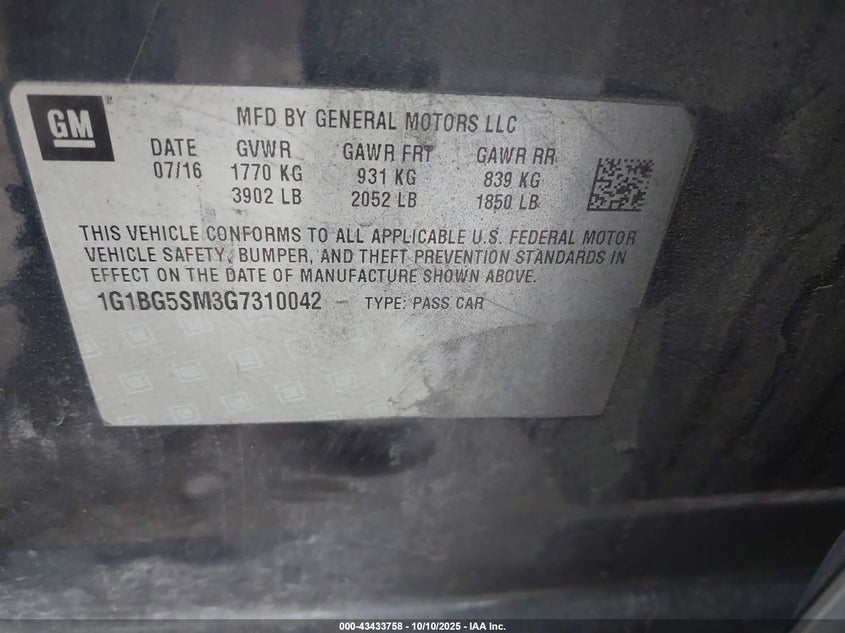 GM
MFD BY GENERAL MOTORS LLC
DATE GVWR GAWR FRT GAWR RR
07/16 1770 KG 931 KG 839 KG
3902 LB 2052 LB 1850 LB
THIS VEHICLE CONFORMS TO ALL APPLICABLE U.S. FEDERAL MOTOR
VEHICLE SAFETY, BUMPER, AND THEFT PREVENTION STANDARDS IN
EFFECT ON THE DATE OF MANUFACTURE SHOWN ABOVE.
1G1BG5SM3G7310042 TYPE: PASS CAR
000-43433758 - 10/10/2025 - IAA Inc.